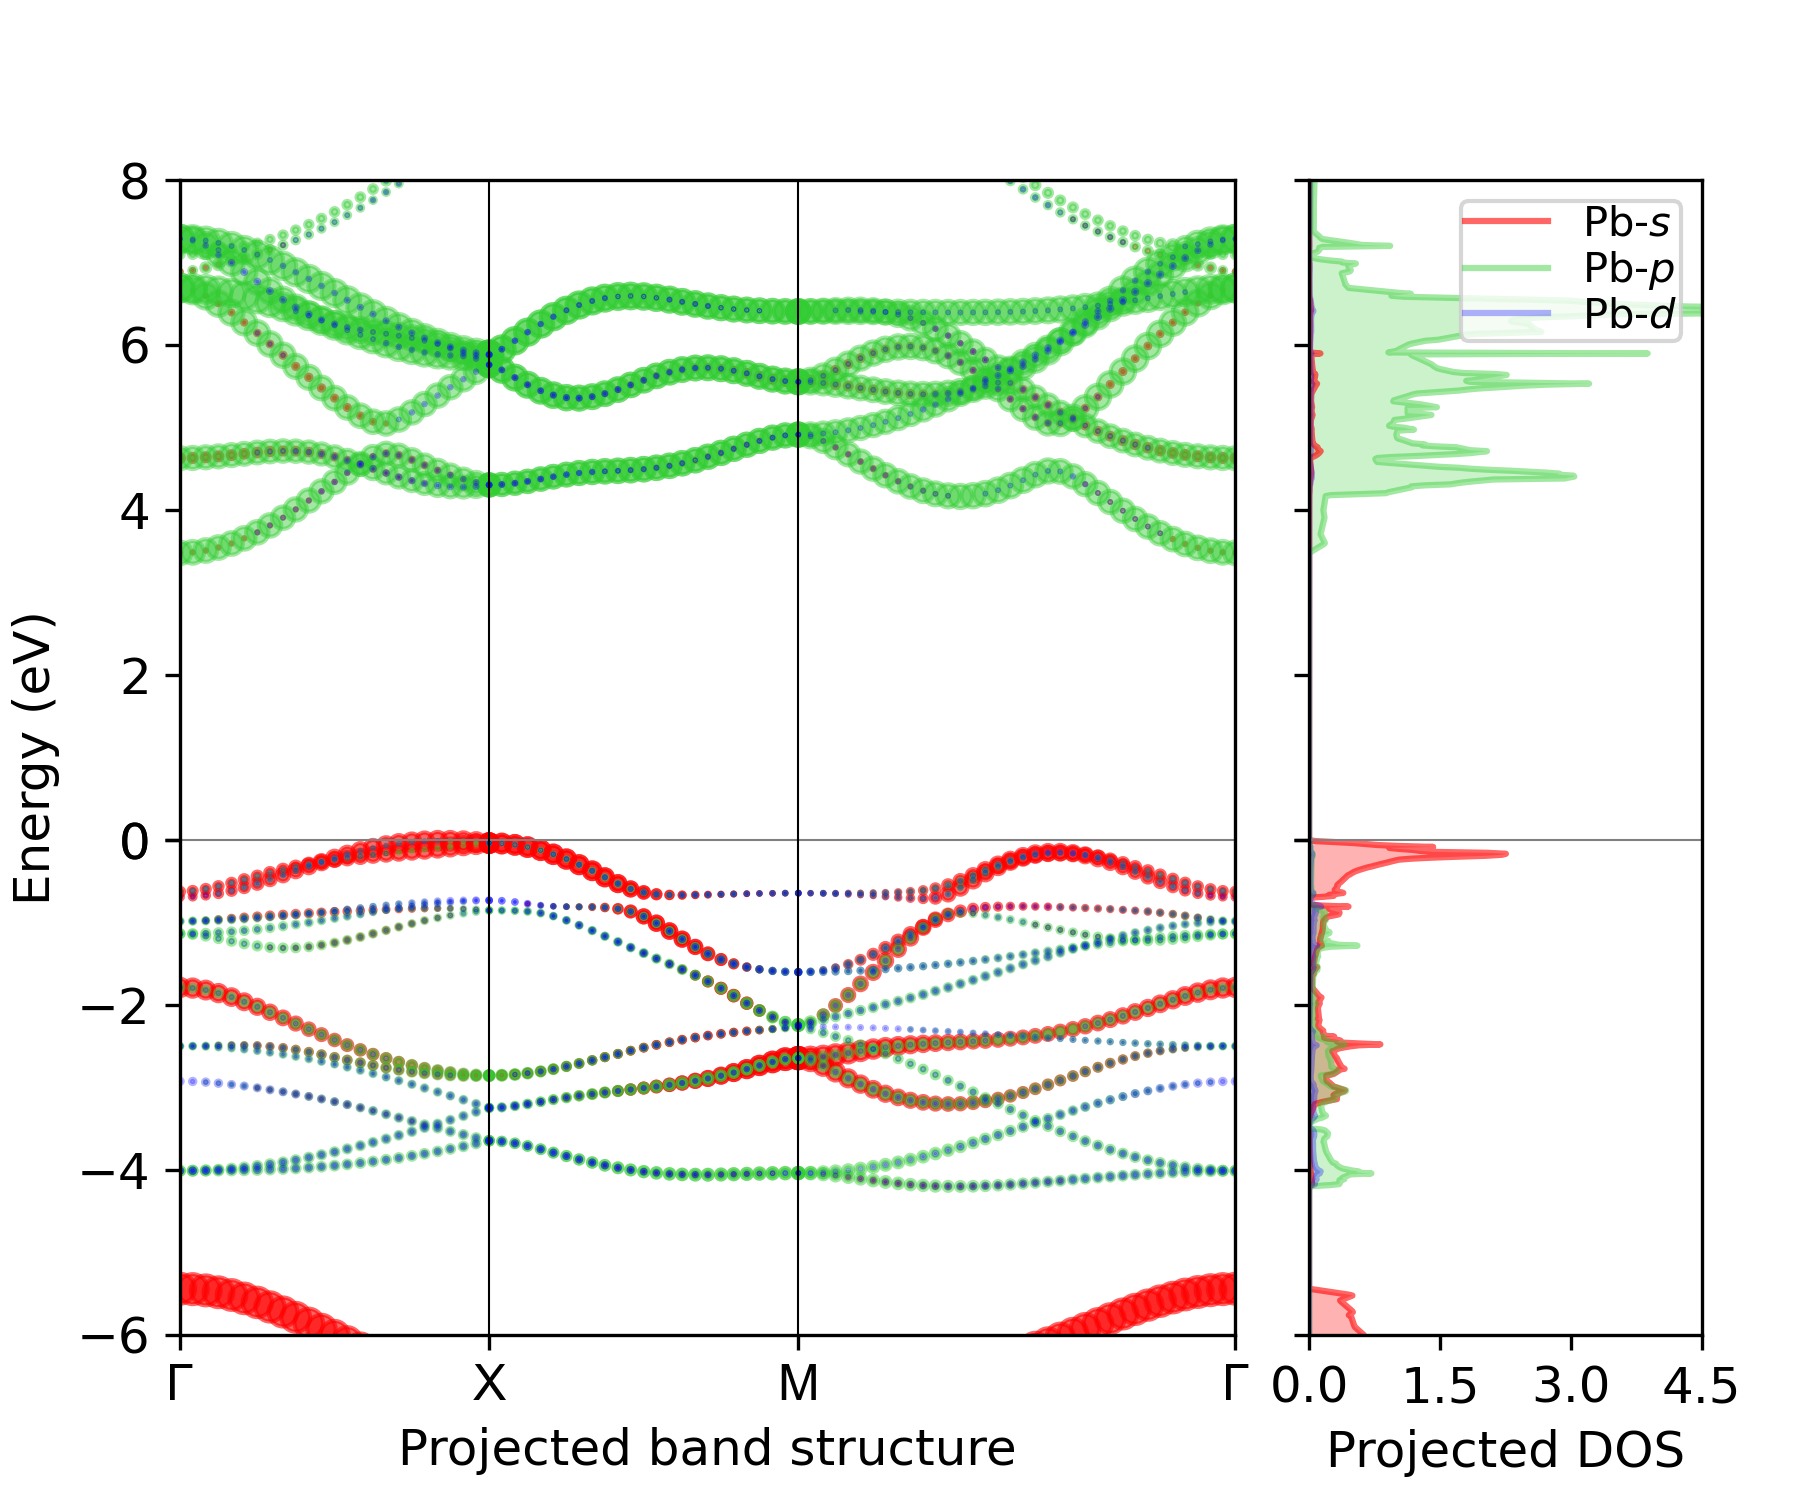 8
6
4
2
0
−2
−4
−6
Energy (eV)
Γ X M Γ
Projected band structure
Pb-s
Pb-p
Pb-d
0.0 1.5 3.0 4.5
Projected DOS